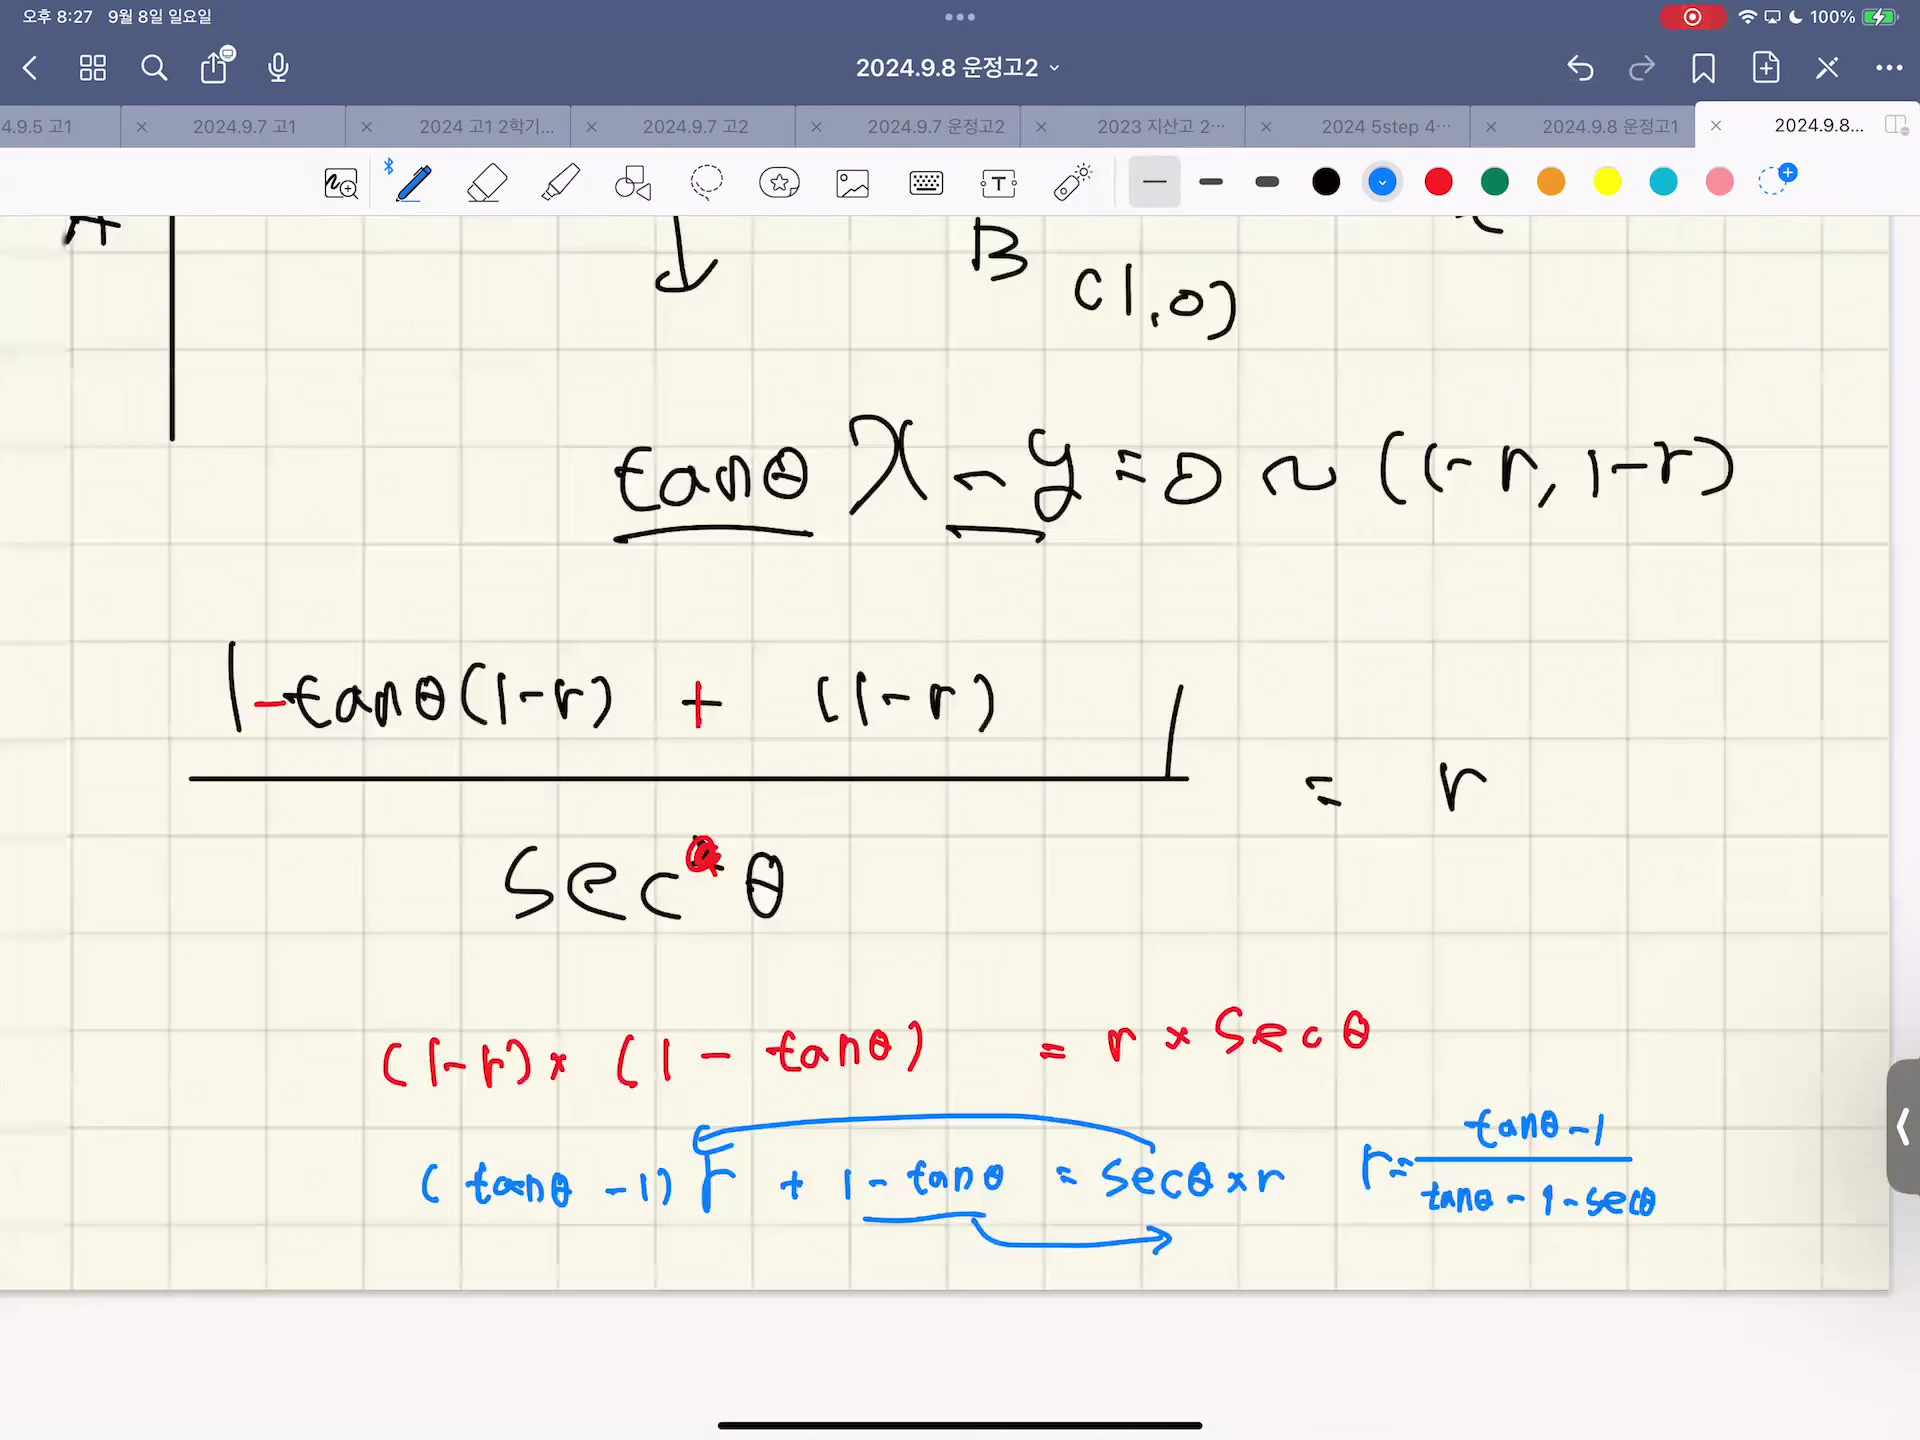 오후 8:27 9월 8일 일요일 100%
2024.9.8 운정고2
4.9.5 고1 2024.9.7 고1 2024 고1 2학기... 2024.9.7 고2 2024.9.7 운정고2 2023 지산고 2... 2024 5step 4... 2024.9.8 운정고1 2024.9.8...
A
B
(1,0)
tanθ x - y = 0 ~ (1-r, 1-r)
|-tanθ(1-r) + (1-r)|
= r
sec θ
(1-r)× (1 - tanθ) = r × secθ
(tanθ -1) r + 1 - tanθ = secθ×r
r= tanθ-1
tanθ-1-secθ